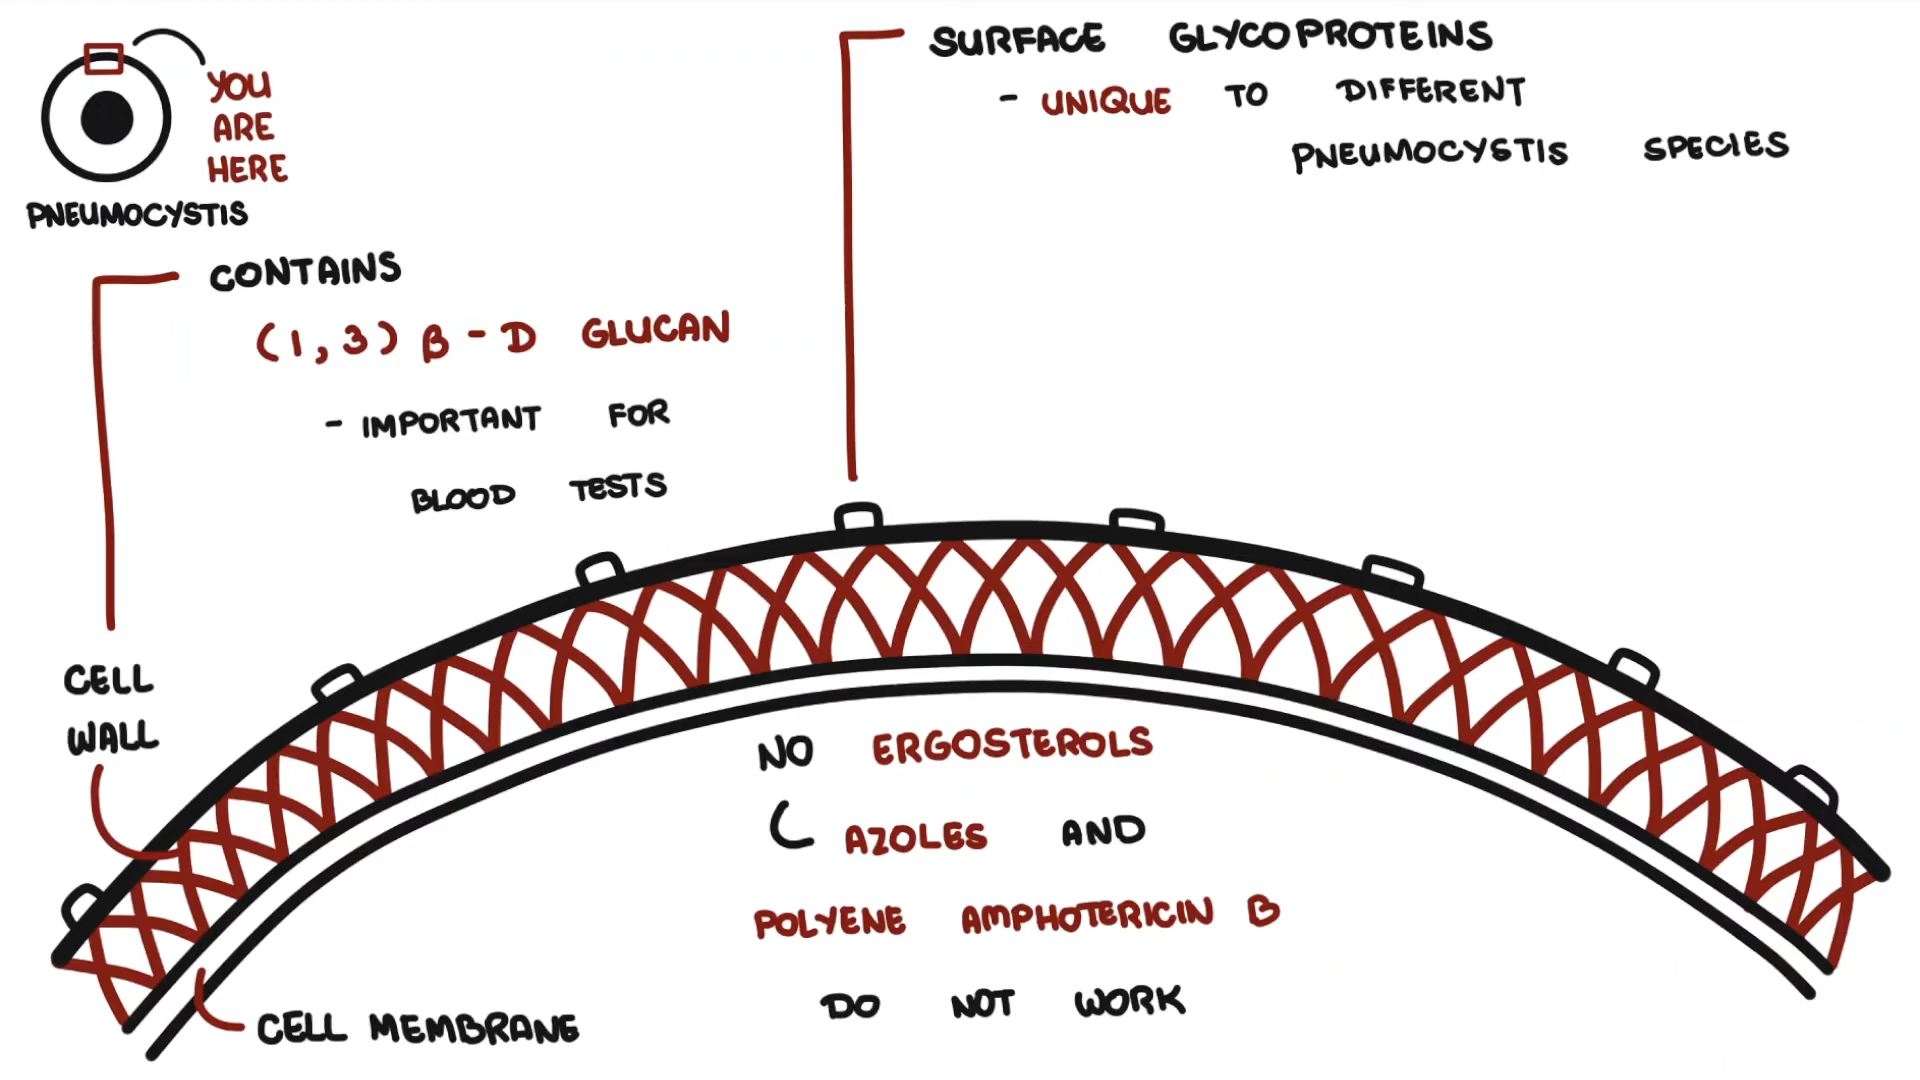 YOU
ARE
HERE
PNEUMOCYSTIS
CONTAINS
(1,3) β-D GLUCAN
- IMPORTANT FOR
BLOOD TESTS
SURFACE GLYCOPROTEINS
- UNIQUE TO DIFFERENT
PNEUMOCYSTIS SPECIES
CELL
WALL
NO ERGOSTEROLS
AZOLES AND
POLYENE AMPHOTERICIN B
DO NOT WORK
CELL MEMBRANE